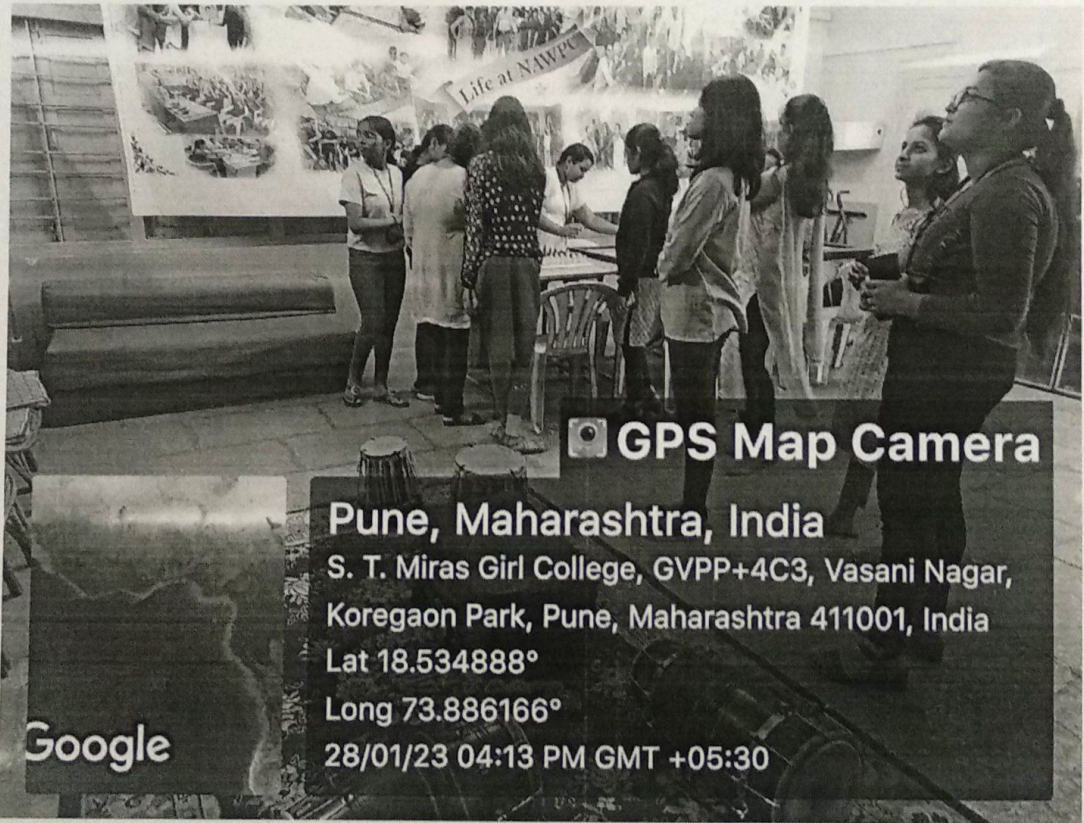 Life at NAWPC
GPS Map Camera
Pune, Maharashtra, India
S. T. Miras Girl College, GVPP+4C3, Vasani Nagar,
Koregaon Park, Pune, Maharashtra 411001, India
Lat 18.534888°
Long 73.886166°
28/01/23 04:13 PM GMT +05:30
Google